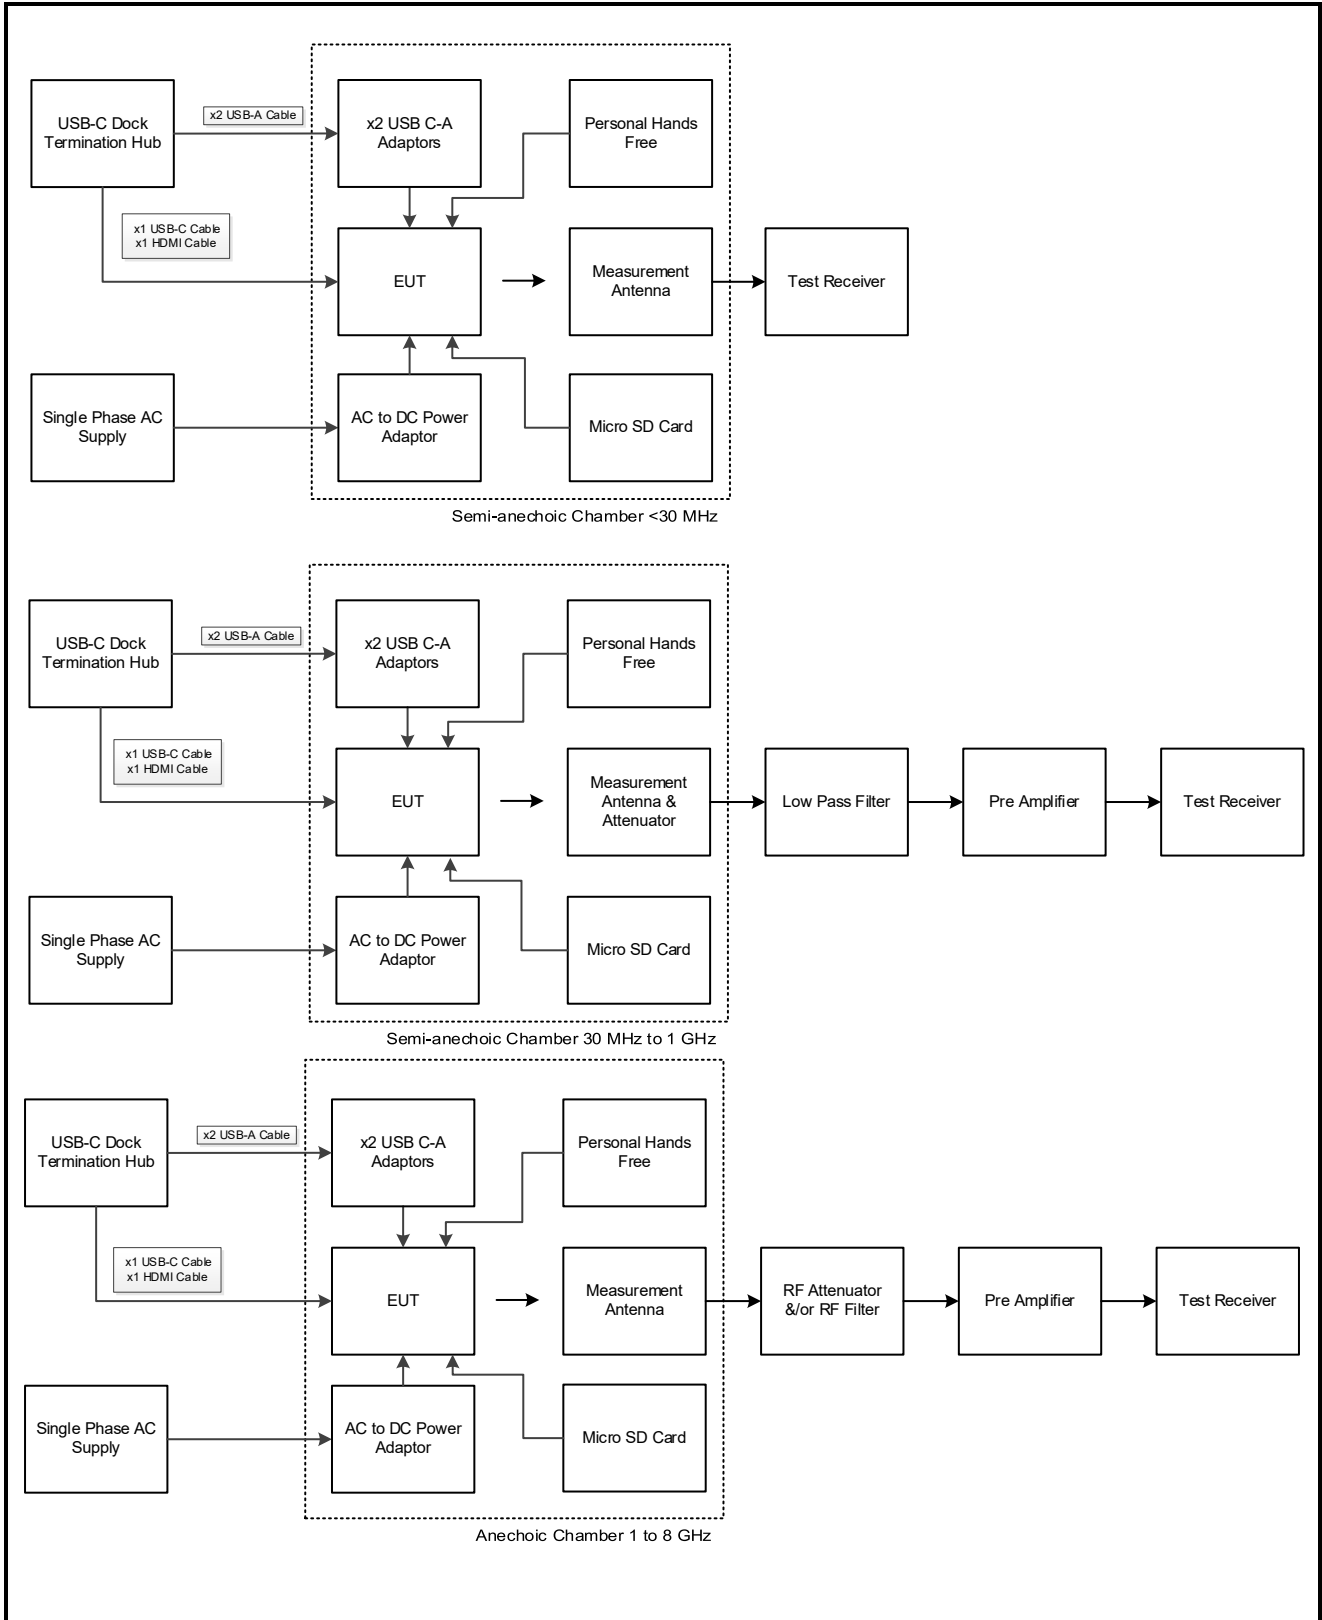 USB-C Dock
Termination Hub
x2 USB-A Cable
x2 USB C-A
Adaptors
Personal Hands
Free
x1 USB-C Cable
x1 HDMI Cable
EUT
Measurement
Antenna
Test Receiver
Single Phase AC
Supply
AC to DC Power
Adaptor
Micro SD Card
Semi-anechoic Chamber <30 MHz
USB-C Dock
Termination Hub
x2 USB-A Cable
x2 USB C-A
Adaptors
Personal Hands
Free
x1 USB-C Cable
x1 HDMI Cable
EUT
Measurement
Antenna &
Attenuator
Low Pass Filter
Pre Amplifier
Test Receiver
Single Phase AC
Supply
AC to DC Power
Adaptor
Micro SD Card
Semi-anechoic Chamber 30 MHz to 1 GHz
USB-C Dock
Termination Hub
x2 USB-A Cable
x2 USB C-A
Adaptors
Personal Hands
Free
x1 USB-C Cable
x1 HDMI Cable
EUT
Measurement
Antenna
RF Attenuator
&/or RF Filter
Pre Amplifier
Test Receiver
Single Phase AC
Supply
AC to DC Power
Adaptor
Micro SD Card
Anechoic Chamber 1 to 8 GHz